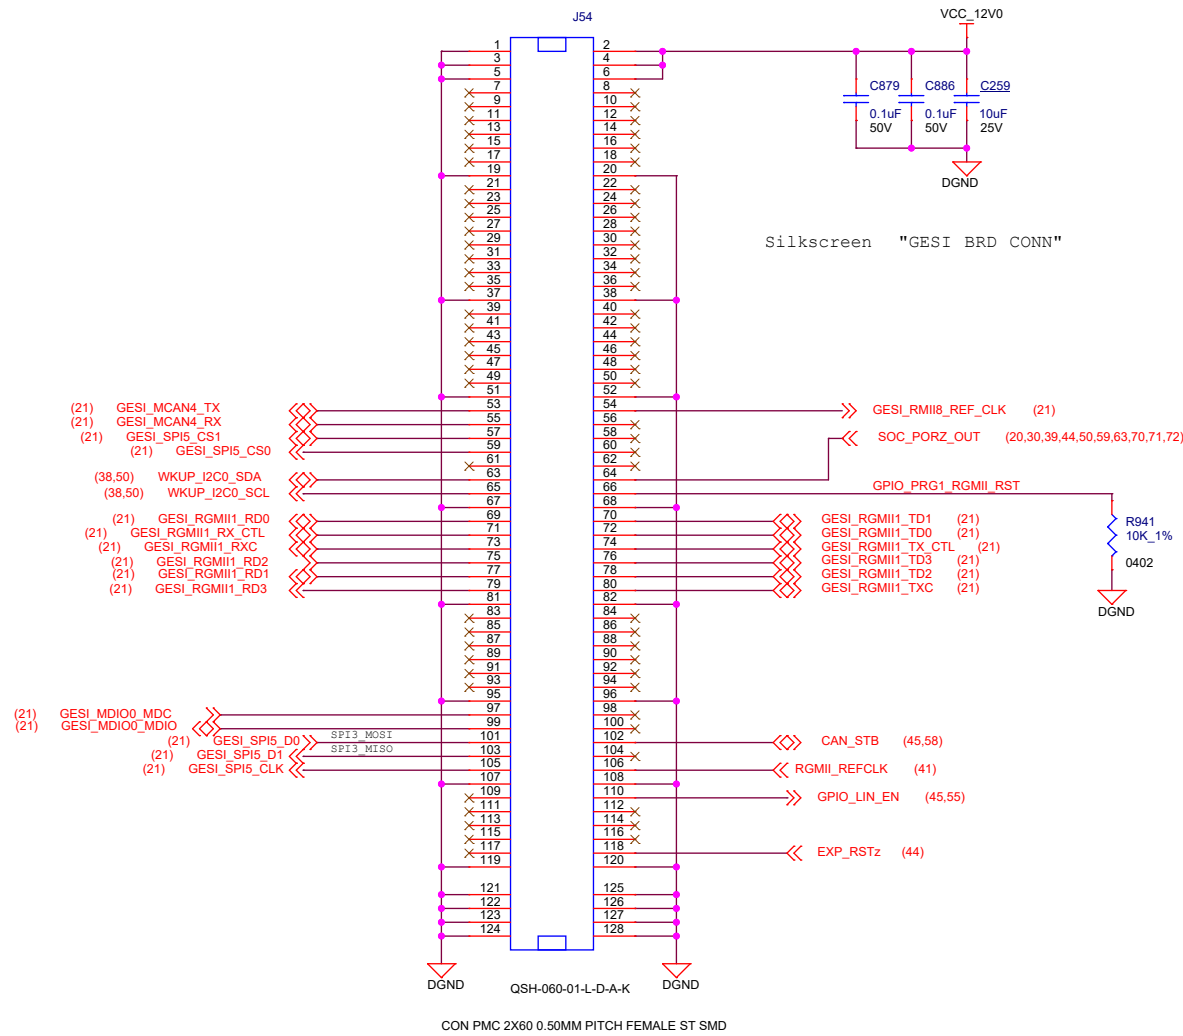 J54
VCC_12V0
1 2
3 4
5 6
7 8
9 10
11 12
13 14
15 16
17 18
19 20
21 22
23 24
25 26
27 28
29 30
31 32
33 34
35 36
37 38
39 40
41 42
43 44
45 46
47 48
49 50
51 52
(21) GESI_MCAN4_TX 53 54 GESI_RMII8_REF_CLK (21)
(21) GESI_MCAN4_RX 55 56
(21) GESI_SPI5_CS1 57 58 SOC_PORZ_OUT (20,30,39,44,50,59,63,70,71,72)
(21) GESI_SPI5_CS0 59 60
61 62
(38,50) WKUP_I2C0_SDA 63 64
(38,50) WKUP_I2C0_SCL 65 66 GPIO_PRG1_RGMII_RST
67 68
(21) GESI_RGMII1_RD0 69 70 GESI_RGMII1_TD1 (21)
(21) GESI_RGMII1_RX_CTL 71 72 GESI_RGMII1_TD0 (21)
(21) GESI_RGMII1_RXC 73 74 GESI_RGMII1_TX_CTL (21)
(21) GESI_RGMII1_RD2 75 76 GESI_RGMII1_TD3 (21)
(21) GESI_RGMII1_RD1 77 78 GESI_RGMII1_TD2 (21)
(21) GESI_RGMII1_RD3 79 80 GESI_RGMII1_TXC (21)
81 82
83 84
85 86
87 88
89 90
91 92
93 94
95 96
(21) GESI_MDIO0_MDC 97 98
(21) GESI_MDIO0_MDIO 99 100
(21) GESI_SPI5_D0 SPI3_MOSI 101 102 CAN_STB (45,58)
(21) GESI_SPI5_D1 SPI3_MISO 103 104
(21) GESI_SPI5_CLK 105 106 RGMII_REFCLK (41)
107 108
109 110 GPIO_LIN_EN (45,55)
111 112
113 114
115 116
117 118 EXP_RSTz (44)
119 120
121 125
122 126
123 127
124 128
DGND
DGND
QSH-060-01-L-D-A-K
CON PMC 2X60 0.50MM PITCH FEMALE ST SMD
C879
0.1uF
50V
C886
0.1uF
50V
C259
10uF
25V
DGND
Silkscreen "GESI BRD CONN"
R941
10K_1%
0402
DGND